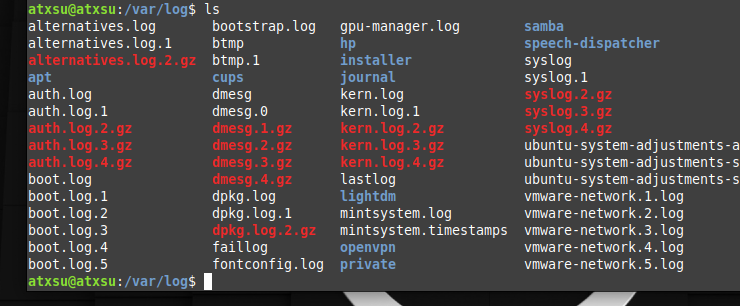 atxsu@atxsu:/var/log$ ls
alternatives.log bootstrap.log gpu-manager.log samba
alternatives.log.1 btmp hp speech-dispatcher
alternatives.log.2.gz btmp.1 installer syslog
apt cups journal syslog.1
auth.log dmesg kern.log syslog.2.gz
auth.log.1 dmesg.0 kern.log.1 syslog.3.gz
auth.log.2.gz dmesg.1.gz kern.log.2.gz syslog.4.gz
auth.log.3.gz dmesg.2.gz kern.log.3.gz ubuntu-system-adjustments-a
auth.log.4.gz dmesg.3.gz kern.log.4.gz ubuntu-system-adjustments-s
boot.log dmesg.4.gz lastlog ubuntu-system-adjustments-s
boot.log.1 dpkg.log lightdm vmware-network.1.log
boot.log.2 dpkg.log.1 mintsystem.log vmware-network.2.log
boot.log.3 dpkg.log.2.gz mintsystem.timestamps vmware-network.3.log
boot.log.4 faillog openvpn vmware-network.4.log
boot.log.5 fontconfig.log private vmware-network.5.log
atxsu@atxsu:/var/log$